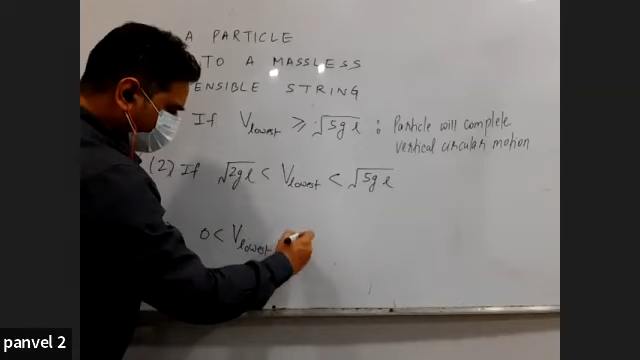 A PARTICLE
TO A MASSLESS
ENSIBLE STRING
If V_lowest ⩾ √5gl : Particle will complete
vertical circular motion
(2) If √2gl < V_lowest < √5gl
0 < V_lowest
panvel 2